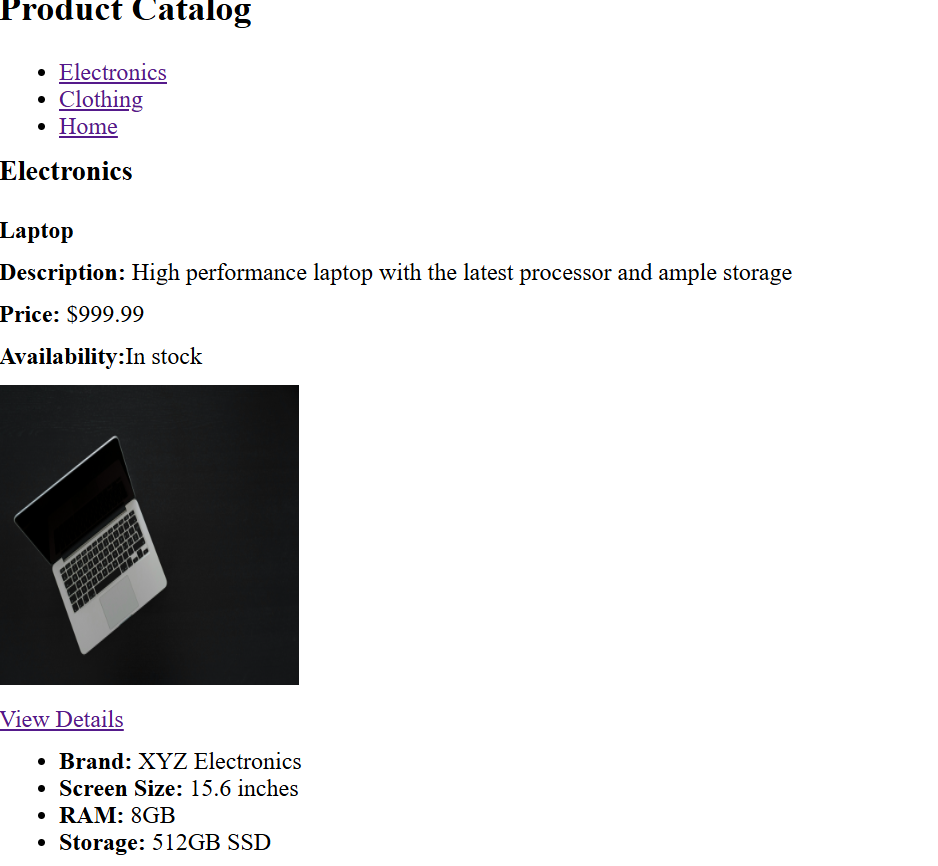 Product Catalog
Electronics
Clothing
Home
Electronics
Laptop
Description: High performance laptop with the latest processor and ample storage
Price: $999.99
Availability:In stock
View Details
Brand: XYZ Electronics
Screen Size: 15.6 inches
RAM: 8GB
Storage: 512GB SSD